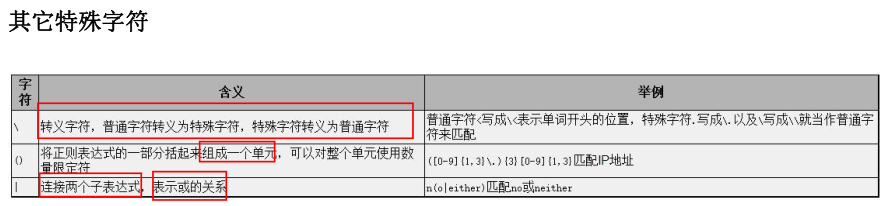 其它特殊字符
字符 含义 举例
\ 转义字符，普通字符转义为特殊字符，特殊字符转义为普通字符 普通字符<写成\<表示单词开头的位置，特殊字符.写成\.以及\写成\\就当作普通字
符来匹配
() 将正则表达式的一部分括起来组成一个单元，可以对整个单元使用数
量限定符 ([0-9]{1,3}\.){3}[0-9]{1,3}匹配IP地址
| 连接两个子表达式，表示或的关系 n(o|either)匹配no或neither